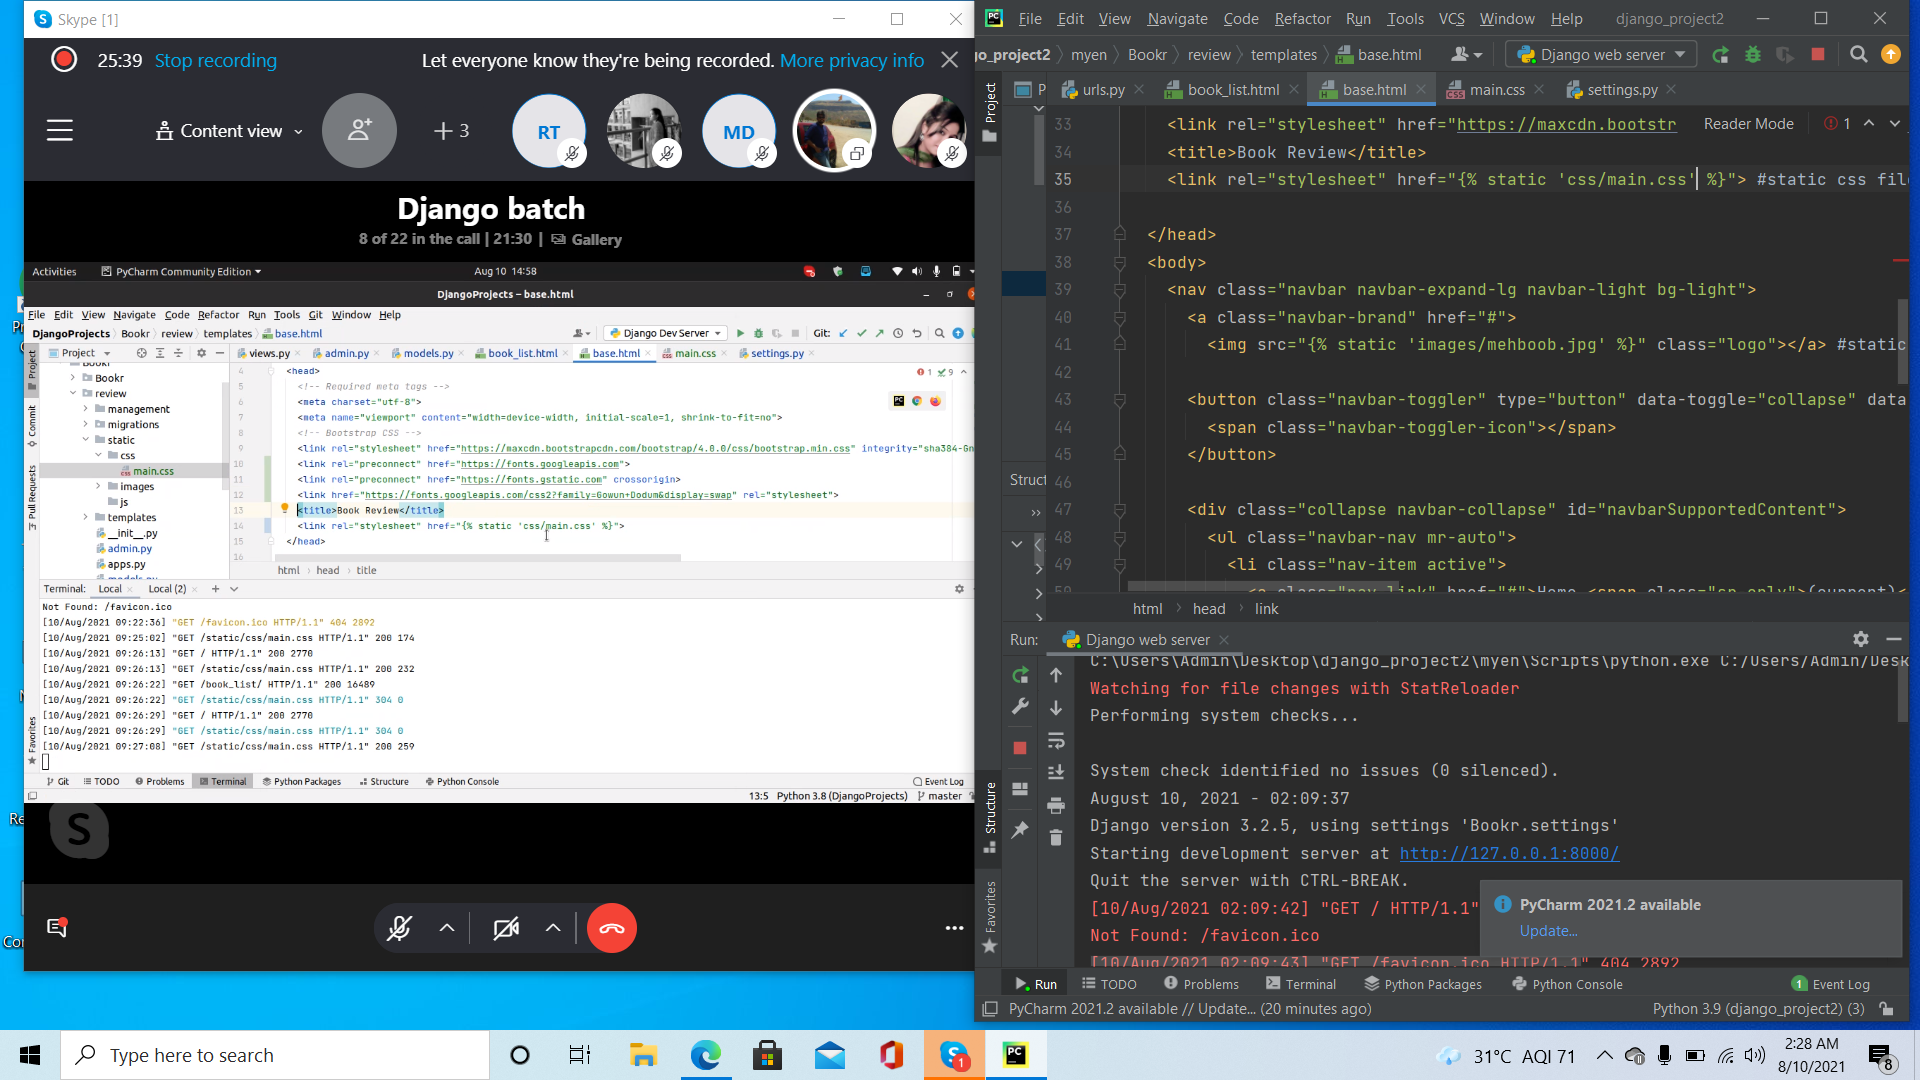 Skype [1]
25:39 Stop recording
Let everyone know they're being recorded. More privacy info
Content view
+ 3
RT
MD
Django batch
8 of 22 in the call | 21:30 | Gallery
Activities PyCharm Community Edition Aug 10 14:58
DjangoProjects – base.html
File Edit View Navigate Code Refactor Run Tools Git Window Help
DjangoProjects Bookr review templates base.html Django Dev Server Git:
Project views.py admin.py models.py book_list.html base.html main.css settings.py
Project
Commit
Pull Requests
Favorites
Bookr
review
management
migrations
static
css
main.css
images
js
templates
__init__.py
admin.py
apps.py
4 <head>
1 9
5 <!-- Required meta tags -->
6 <meta charset="utf-8">
7 <meta name="viewport" content="width=device-width, initial-scale=1, shrink-to-fit=no">
8 <!-- Bootstrap CSS -->
9 <link rel="stylesheet" href="https://maxcdn.bootstrapcdn.com/bootstrap/4.0.0/css/bootstrap.min.css" integrity="sha384-Gn
10 <link rel="preconnect" href="https://fonts.googleapis.com">
11 <link rel="preconnect" href="https://fonts.gstatic.com" crossorigin>
12 <link href="https://fonts.googleapis.com/css2?family=Gowun+Dodum&display=swap" rel="stylesheet">
13 <title>Book Review</title>
14 <link rel="stylesheet" href="{% static 'css/main.css' %}">
15 </head>
16
html head title
Terminal: Local Local (2)
Not Found: /favicon.ico
[10/Aug/2021 09:22:36] "GET /favicon.ico HTTP/1.1" 404 2892
[10/Aug/2021 09:25:02] "GET /static/css/main.css HTTP/1.1" 200 174
[10/Aug/2021 09:26:13] "GET / HTTP/1.1" 200 2770
[10/Aug/2021 09:26:13] "GET /static/css/main.css HTTP/1.1" 200 232
[10/Aug/2021 09:26:22] "GET /book_list/ HTTP/1.1" 200 16489
[10/Aug/2021 09:26:22] "GET /static/css/main.css HTTP/1.1" 304 0
[10/Aug/2021 09:26:29] "GET / HTTP/1.1" 200 2770
[10/Aug/2021 09:26:29] "GET /static/css/main.css HTTP/1.1" 304 0
[10/Aug/2021 09:27:08] "GET /static/css/main.css HTTP/1.1" 200 259
Git TODO Problems Terminal Python Packages Structure Python Console Event Log
13:5 Python 3.8 (DjangoProjects) master
S
File Edit View Navigate Code Refactor Run Tools VCS Window Help django_project2
go_project2 myen Bookr review templates base.html Django web server
Project
P urls.py book_list.html base.html main.css settings.py
33 <link rel="stylesheet" href="https://maxcdn.bootstr
Reader Mode 1
34 <title>Book Review</title>
35 <link rel="stylesheet" href="{% static 'css/main.css' %}"> #static css fil
36
37 </head>
38 <body>
39 <nav class="navbar navbar-expand-lg navbar-light bg-light">
40 <a class="navbar-brand" href="#">
41 <img src="{% static 'images/mehboob.jpg' %}" class="logo"></a> #static
42
43 <button class="navbar-toggler" type="button" data-toggle="collapse" data
44 <span class="navbar-toggler-icon"></span>
45 </button>
46
47 <div class="collapse navbar-collapse" id="navbarSupportedContent">
48 <ul class="navbar-nav mr-auto">
49 <li class="nav-item active">
Struct
html head link
Run: Django web server
C:\Users\Admin\Desktop\django_project2\myen\Scripts\python.exe C:/Users/Admin/Desk
Watching for file changes with StatReloader
Performing system checks...
System check identified no issues (0 silenced).
August 10, 2021 - 02:09:37
Django version 3.2.5, using settings 'Bookr.settings'
Starting development server at http://127.0.0.1:8000/
Quit the server with CTRL-BREAK.
[10/Aug/2021 02:09:42] "GET / HTTP/1.1"
Not Found: /favicon.ico
[10/Aug/2021 02:09:43] "GET /favicon.ico HTTP/1.1" 404 2892
PyCharm 2021.2 available
Update...
Structure
Favorites
Run TODO Problems Terminal Python Packages Python Console 1 Event Log
PyCharm 2021.2 available // Update... (20 minutes ago) Python 3.9 (django_project2) (3)
Type here to search
1
31°C AQI 71
2:28 AM
8/10/2021
8